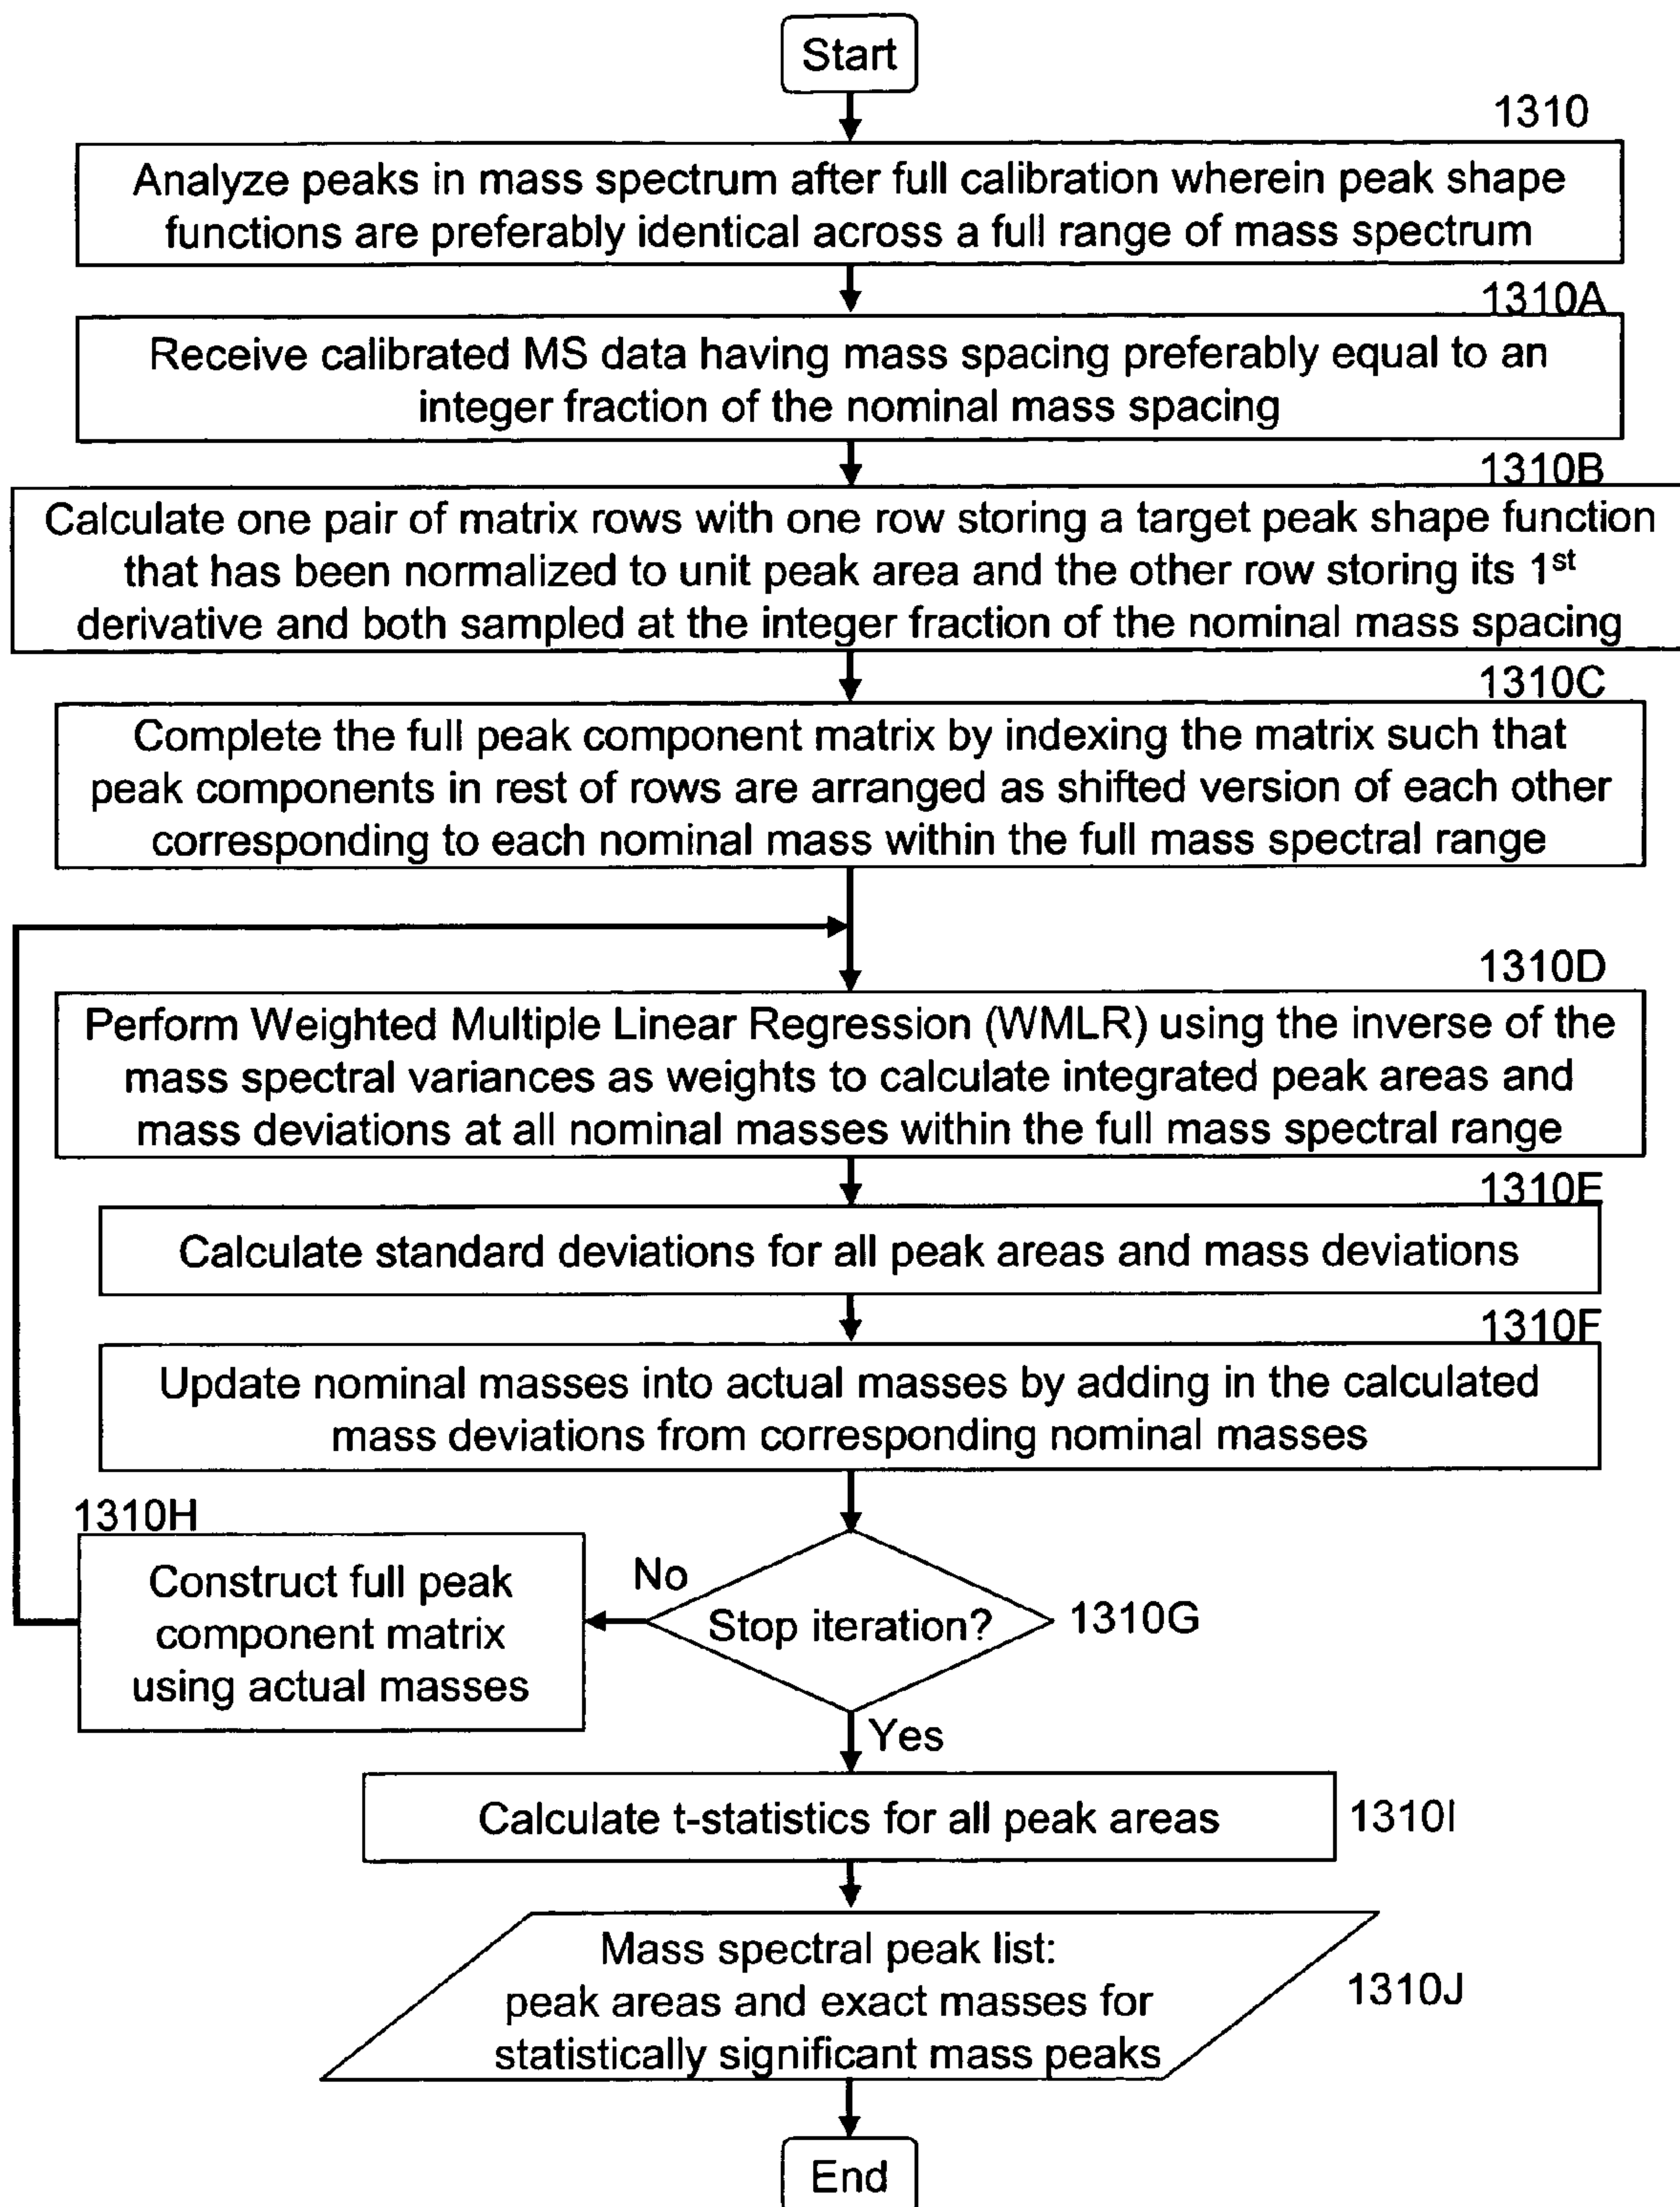 Start
1310
Analyze peaks in mass spectrum after full calibration wherein peak shape
functions are preferably identical across a full range of mass spectrum
1310A
Receive calibrated MS data having mass spacing preferably equal to an
integer fraction of the nominal mass spacing
1310B
Calculate one pair of matrix rows with one row storing a target peak shape function
that has been normalized to unit peak area and the other row storing its 1st
derivative and both sampled at the integer fraction of the nominal mass spacing
1310C
Complete the full peak component matrix by indexing the matrix such that
peak components in rest of rows are arranged as shifted version of each other
corresponding to each nominal mass within the full mass spectral range
1310D
Perform Weighted Multiple Linear Regression (WMLR) using the inverse of the
mass spectral variances as weights to calculate integrated peak areas and
mass deviations at all nominal masses within the full mass spectral range
1310E
Calculate standard deviations for all peak areas and mass deviations
1310F
Update nominal masses into actual masses by adding in the calculated
mass deviations from corresponding nominal masses
1310H
Construct full peak
component matrix
using actual masses
No
Stop iteration?
1310G
Yes
Calculate t-statistics for all peak areas
1310I
Mass spectral peak list:
peak areas and exact masses for
statistically significant mass peaks
1310J
End